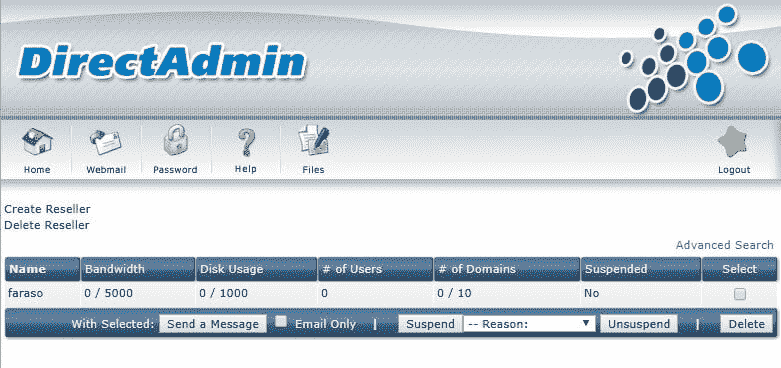 DirectAdmin
Home Webmail Password Help Files Logout
Create Reseller
Delete Reseller
Advanced Search
Name Bandwidth Disk Usage # of Users # of Domains Suspended Select
faraso 0 / 5000 0 / 1000 0 0 / 10 No
With Selected: Send a Message Email Only | Suspend -- Reason: Unsuspend | Delete